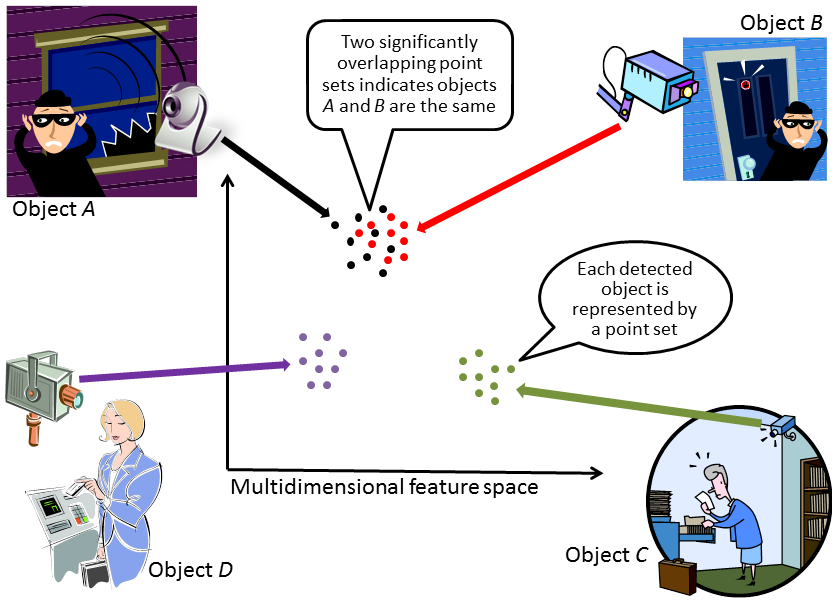 Object B
Two significantly
overlapping point
sets indicates objects
A and B are the same
Object A
Each detected
object is
represented by
a point set
Multidimensional feature space
Object C
Object D